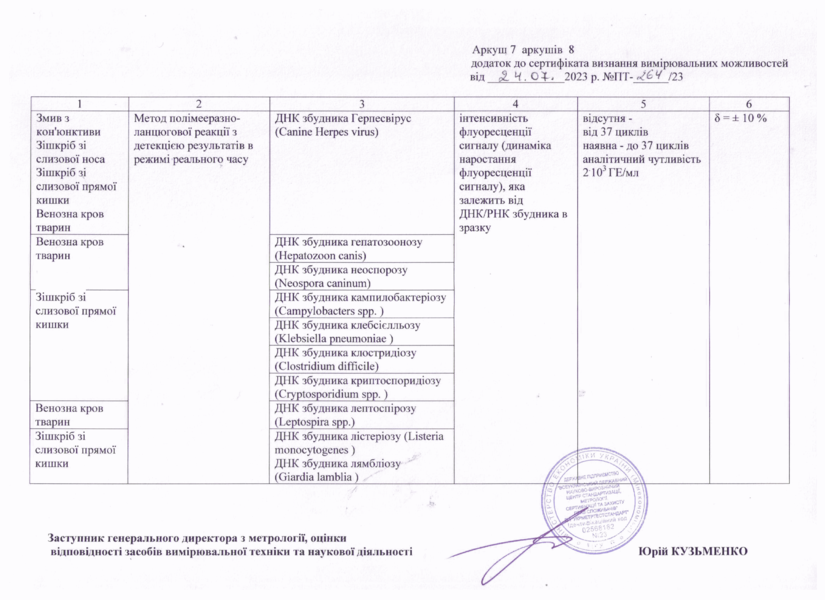 Аркуш 7 аркушів 8
додаток до сертифіката визнання вимірювальних можливостей
від 24.07. 2023 р. №ПТ-264/23
1 2 3 4 5 6
Змив з
кон'юнктиви
Зішкріб зі
слизової носа
Зішкріб зі
слизової прямої
кишки
Венозна кров
тварин
Метод полімеразно-
ланцюгової реакції з
детекцією результатів в
режимі реального часу
ДНК збудника Герпесвірус
(Canine Herpes virus)
інтенсивність
флуоресценції
сигналу (динаміка
наростання
флуоресценції
сигналу), яка
залежить від
ДНК/РНК збудника в
зразку
відсутня -
від 37 циклів
наявна - до 37 циклів
аналітичний чутливість
2·10³ ГЕ/мл
δ = ± 10 %
Венозна кров
тварин
ДНК збудника гепатозоонозу
(Hepatozoon canis)
ДНК збудника неоспорозу
(Neospora caninum)
Зішкріб зі
слизової прямої
кишки
ДНК збудника кампилобактеріозу
(Campylobacters spp. )
ДНК збудника клебсієлльозу
(Klebsiella pneumoniae )
ДНК збудника клостридіозу
(Clostridium difficile)
ДНК збудника криптоспоридіозу
(Cryptosporidium spp. )
Венозна кров
тварин
ДНК збудника лептоспірозу
(Leptospira spp.)
Зішкріб зі
слизової прямої
кишки
ДНК збудника лістеріозу (Listeria
monocytogenes )
ДНК збудника лямбліозу
(Giardia lamblia )
Заступник генерального директора з метрології, оцінки
відповідності засобів вимірювальної техніки та наукової діяльності
Юрій КУЗЬМЕНКО